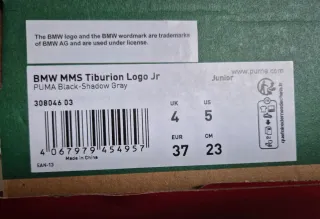 The BMW logo and the BMW wordmark are trademarks
of BMW AG and are used under license.
BMW MMS Tiburion Logo Jr
PUMA Black-Shadow Gray
Junior
www.puma.com
308046 03
UK
US
4
5
EUR
CM
37
23
4 067979 454957
Made in China
EAN-13